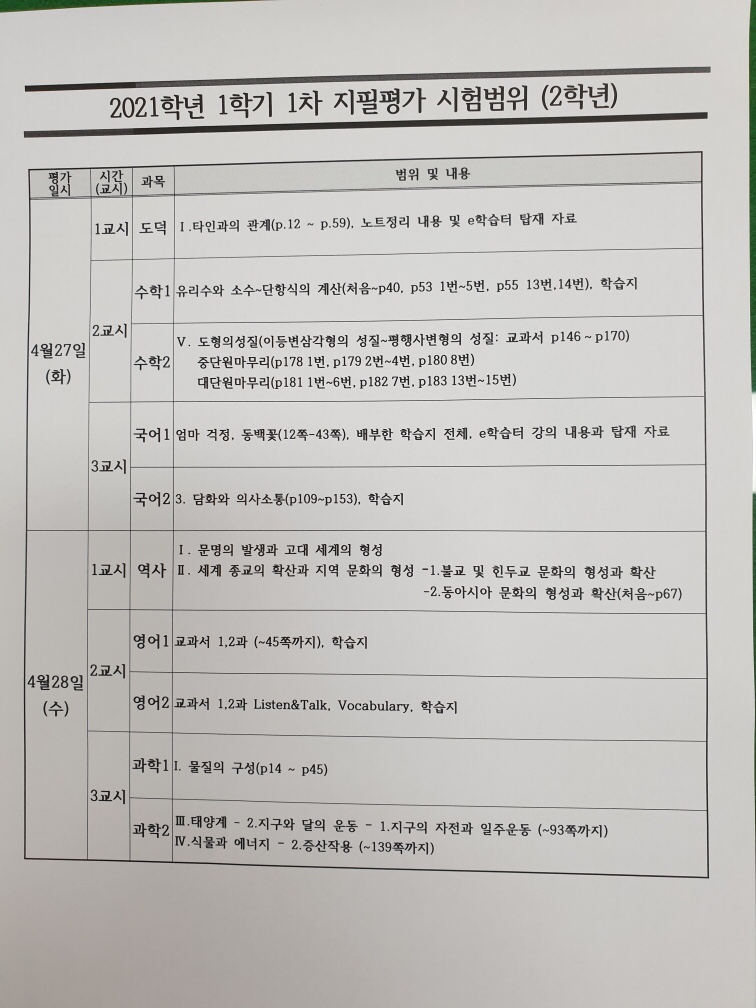 2021학년 1학기 1차 지필평가 시험범위 (2학년)
평가 일시 시간 (교시) 과목 범위 및 내용
4월27일 (화)
1교시 도덕 Ⅰ.타인과의 관계(p.12 ~ p.59), 노트정리 내용 및 e학습터 탑재 자료
2교시
수학1 유리수와 소수~단항식의 계산(처음~p40, p53 1번~5번, p55 13번,14번), 학습지
수학2
Ⅴ. 도형의성질(이등변삼각형의 성질~평행사변형의 성질: 교과서 p146 ~ p170)
중단원마무리(p178 1번, p179 2번~4번, p180 8번)
대단원마무리(p181 1번~6번, p182 7번, p183 13번~15번)
3교시
국어1 엄마 걱정, 동백꽃(12쪽-43쪽), 배부한 학습지 전체, e학습터 강의 내용과 탑재 자료
국어2 3. 담화와 의사소통(p109~p153), 학습지
4월28일 (수)
1교시 역사
Ⅰ. 문명의 발생과 고대 세계의 형성
Ⅱ. 세계 종교의 확산과 지역 문화의 형성 -1.불교 및 힌두교 문화의 형성과 확산
-2.동아시아 문화의 형성과 확산(처음~p67)
2교시
영어1 교과서 1,2과 (~45쪽까지), 학습지
영어2 교과서 1,2과 Listen&Talk, Vocabulary, 학습지
3교시
과학1 Ⅰ. 물질의 구성(p14 ~ p45)
과학2
Ⅲ.태양계 - 2.지구와 달의 운동 - 1.지구의 자전과 일주운동 (~93쪽까지)
Ⅳ.식물과 에너지 - 2.증산작용 (~139쪽까지)